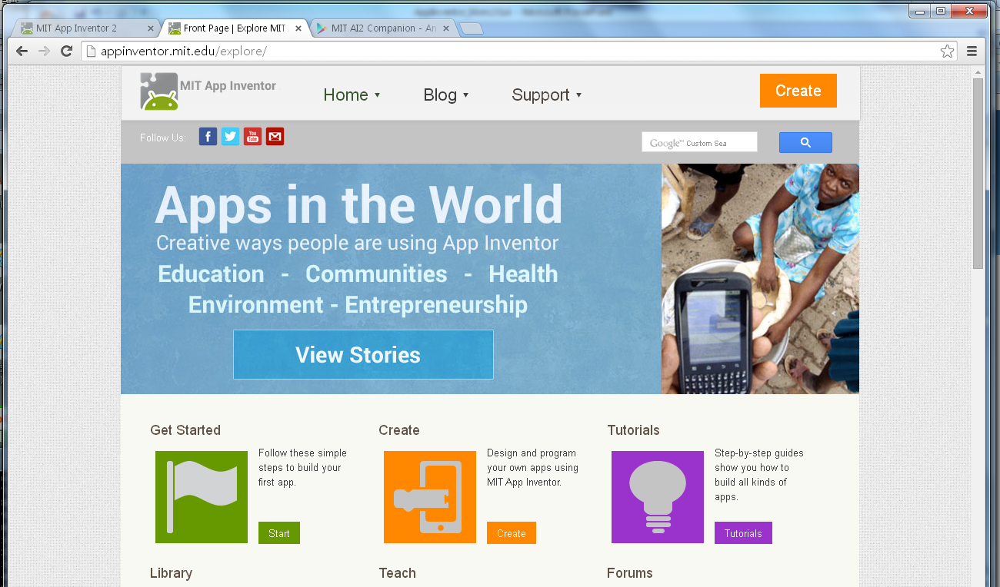 MIT App Inventor 2
Front Page | Explore MIT
MIT AI2 Companion - An
appinventor.mit.edu/explore/
MIT App Inventor
Home
Blog
Support
Create
Follow Us:
f
You
Tube
Google™ Custom Sea
Apps in the World
Creative ways people are using App Inventor
Education - Communities - Health
Environment - Entrepreneurship
View Stories
Get Started
Follow these simple
steps to build your
first app.
Start
Create
Design and program
your own apps using
MIT App Inventor.
Create
Tutorials
Step-by-step guides
show you how to
build all kinds of
apps.
Tutorials
Library
Teach
Forums